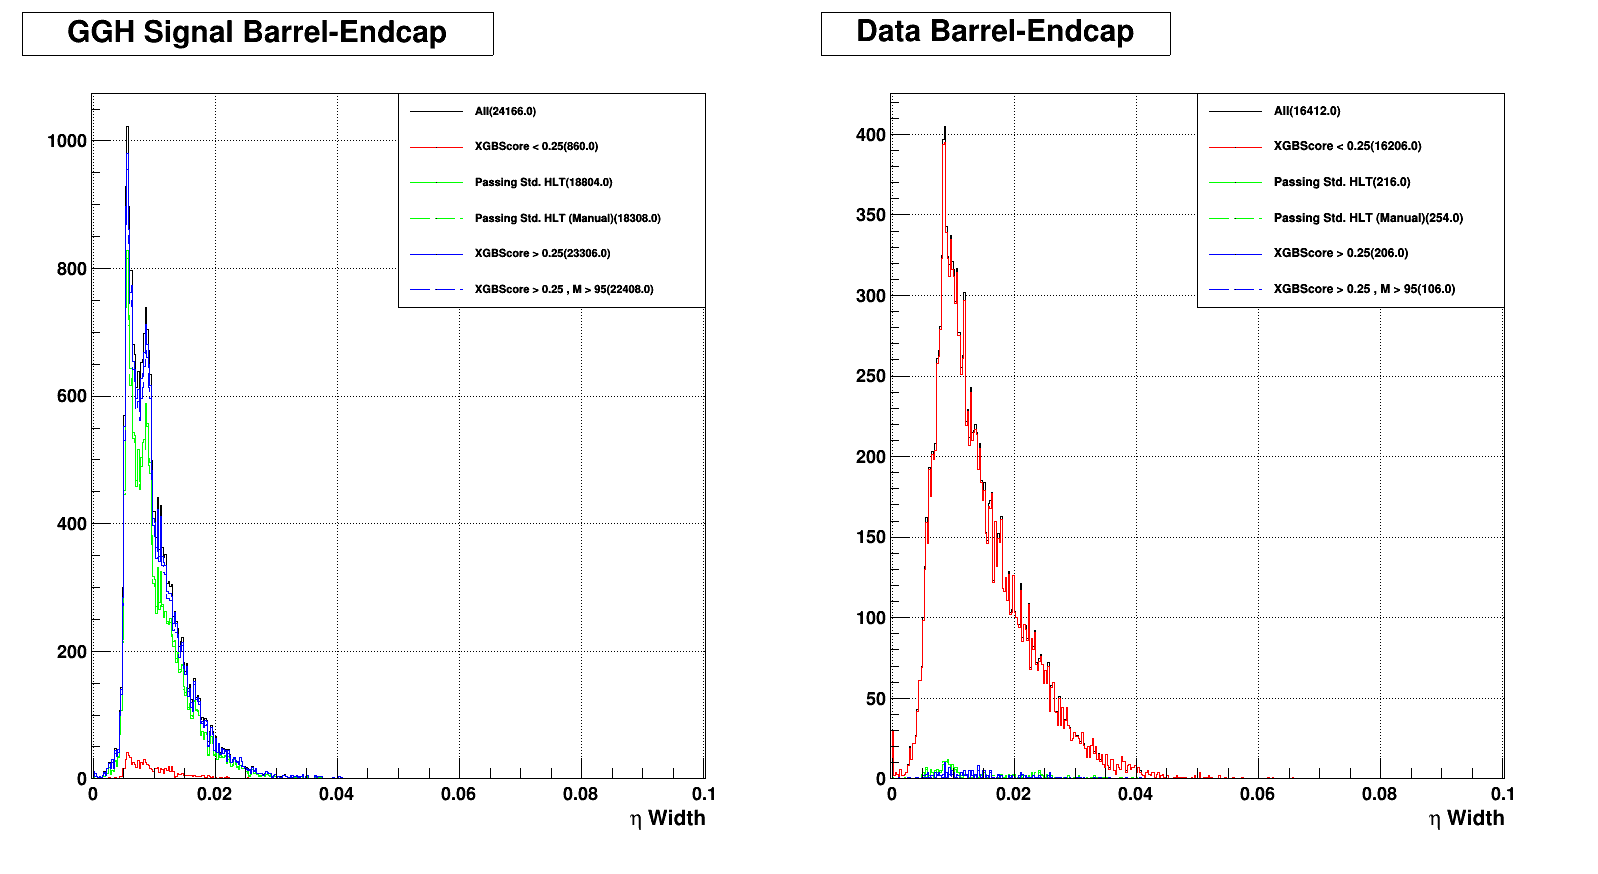 GGH Signal Barrel-Endcap
All(24166.0)
XGBScore < 0.25(860.0)
Passing Std. HLT(18804.0)
Passing Std. HLT (Manual)(18308.0)
XGBScore > 0.25(23306.0)
XGBScore > 0.25 , M > 95(22408.0)
1000
800
600
400
200
0
0 0.02 0.04 0.06 0.08 0.1
η Width
Data Barrel-Endcap
All(16412.0)
XGBScore < 0.25(16206.0)
Passing Std. HLT(216.0)
Passing Std. HLT (Manual)(254.0)
XGBScore > 0.25(206.0)
XGBScore > 0.25 , M > 95(106.0)
400
350
300
250
200
150
100
50
0
0 0.02 0.04 0.06 0.08 0.1
η Width